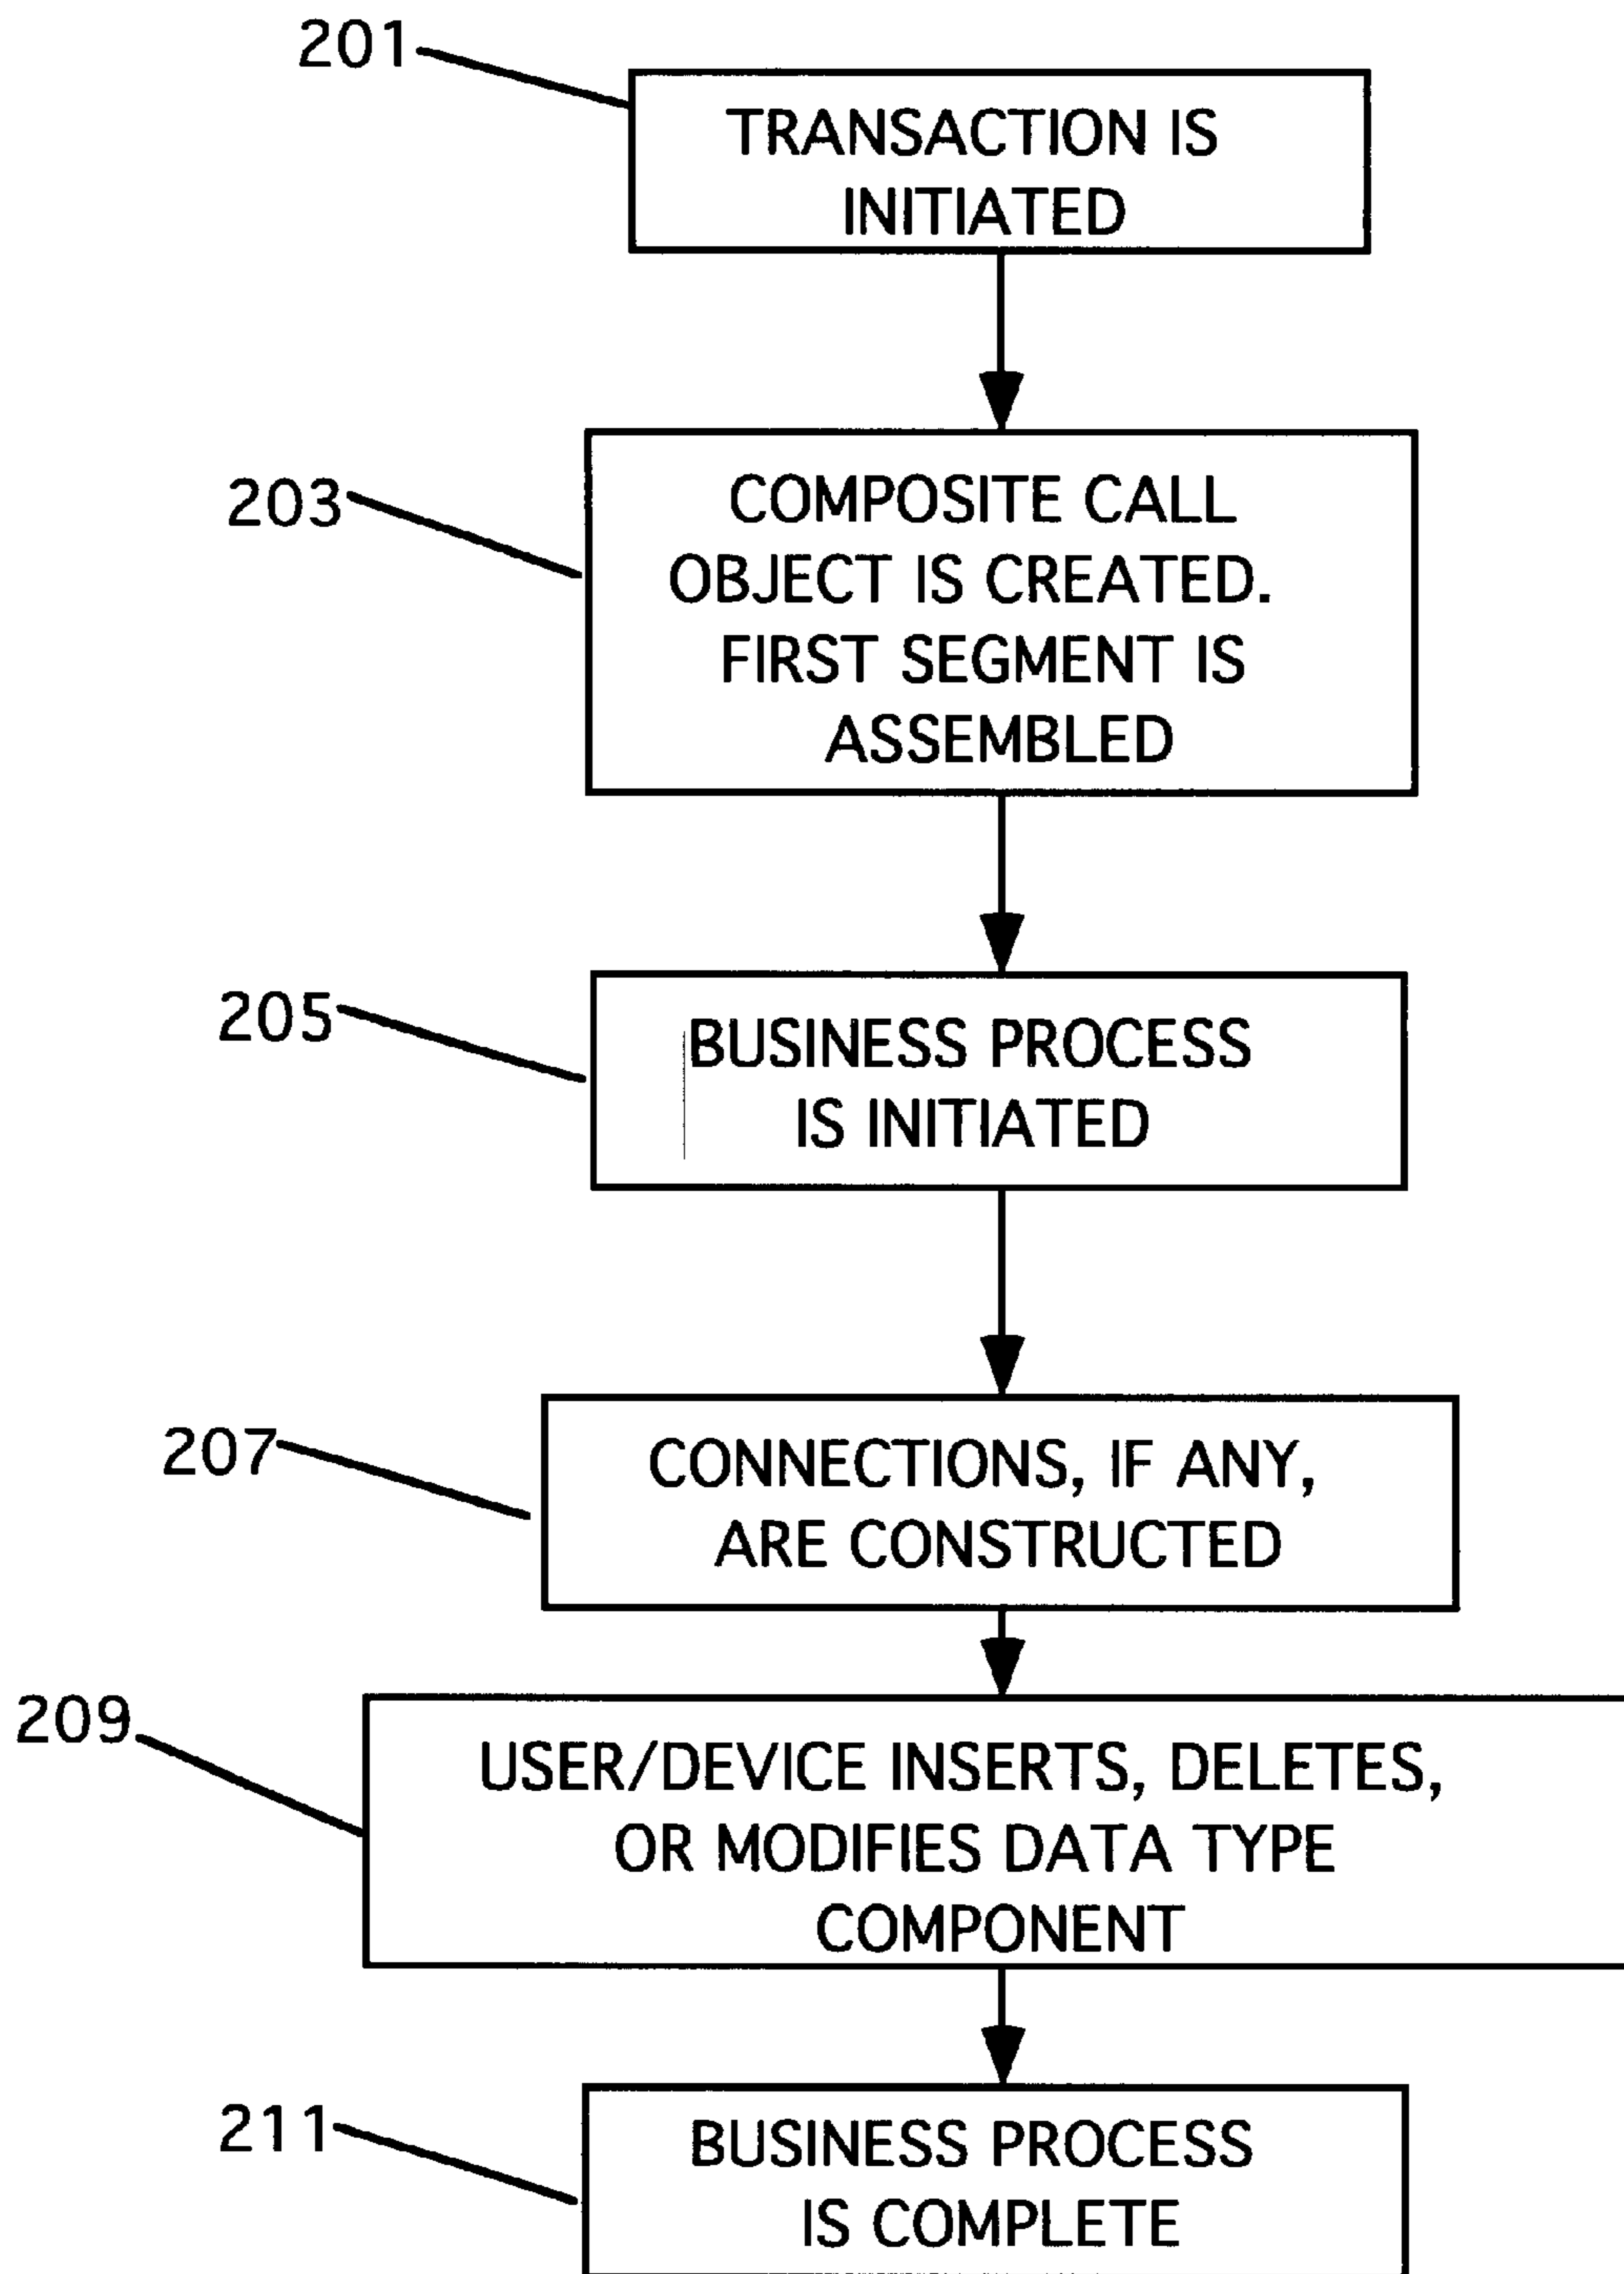 201
TRANSACTION IS
INITIATED
203
COMPOSITE CALL
OBJECT IS CREATED.
FIRST SEGMENT IS
ASSEMBLED
205
BUSINESS PROCESS
IS INITIATED
207
CONNECTIONS, IF ANY,
ARE CONSTRUCTED
209
USER/DEVICE INSERTS, DELETES,
OR MODIFIES DATA TYPE
COMPONENT
211
BUSINESS PROCESS
IS COMPLETE